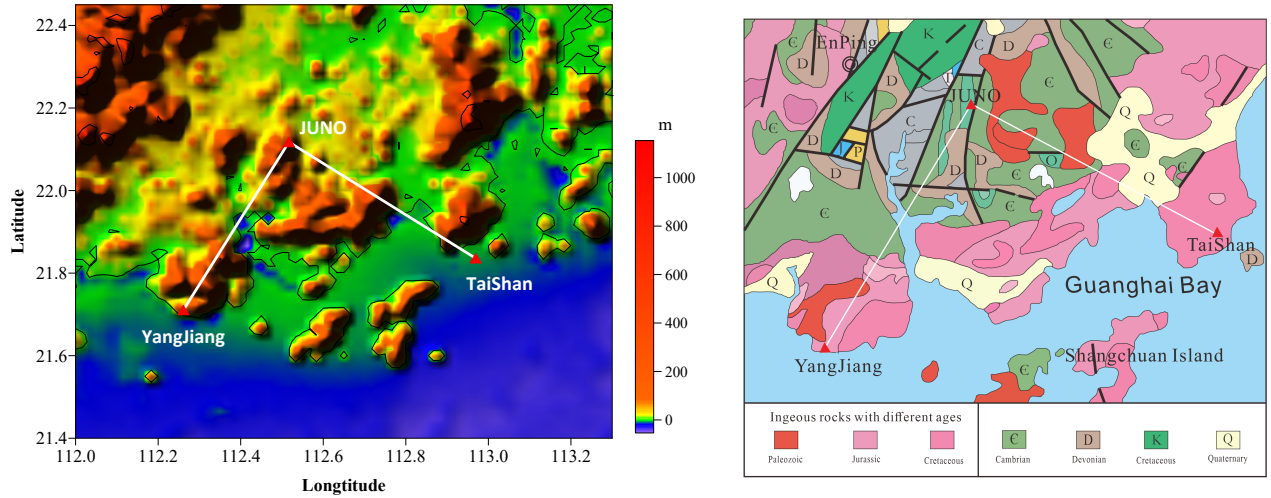 22.4
22.2
22.0
21.8
21.6
21.4
Latitude
112.0
112.2
112.4
112.6
112.8
113.0
113.2
Longtitude
JUNO
TaiShan
YangJiang
m
1000
800
600
400
200
0
Є
EnPing
D
K
C
D
Є
T
D
JUNO
Є
K
Q
Є
C
D
T
P
D
D
D
Є
Q
Є
Q
Є
Є
TaiShan
D
Q
Q
Guanghai Bay
YangJiang
Shangchuan Island
Є
Ingeous rocks with different ages
Paleozoic
Jurassic
Cretaceous
Є
D
K
Q
Cambrian
Devonian
Cretaceous
Quaternary